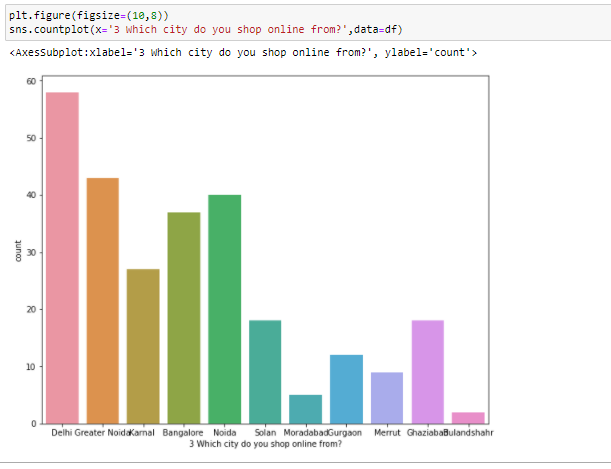 plt.figure(figsize=(10,8))
sns.countplot(x='3 Which city do you shop online from?',data=df)
<AxesSubplot:xlabel='3 Which city do you shop online from?', ylabel='count'>
60
50
40
30
20
10
0
count
Delhi Greater Noida Karnal Bangalore Noida Solan Moradabad Gurgaon Merrut Ghaziabad Bulandshahr
3 Which city do you shop online from?